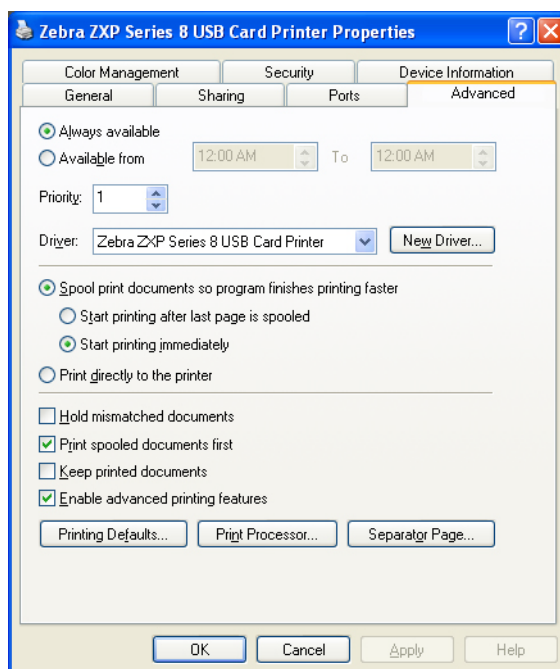 Zebra ZXP Series 8 USB Card Printer Properties
Color Management Security Device Information
General Sharing Ports Advanced
Always available
Available from 12:00 AM To 12:00 AM
Priority: 1
Driver: Zebra ZXP Series 8 USB Card Printer New Driver...
Spool print documents so program finishes printing faster
Start printing after last page is spooled
Start printing immediately
Print directly to the printer
Hold mismatched documents
Print spooled documents first
Keep printed documents
Enable advanced printing features
Printing Defaults... Print Processor... Separator Page...
OK Cancel Apply Help